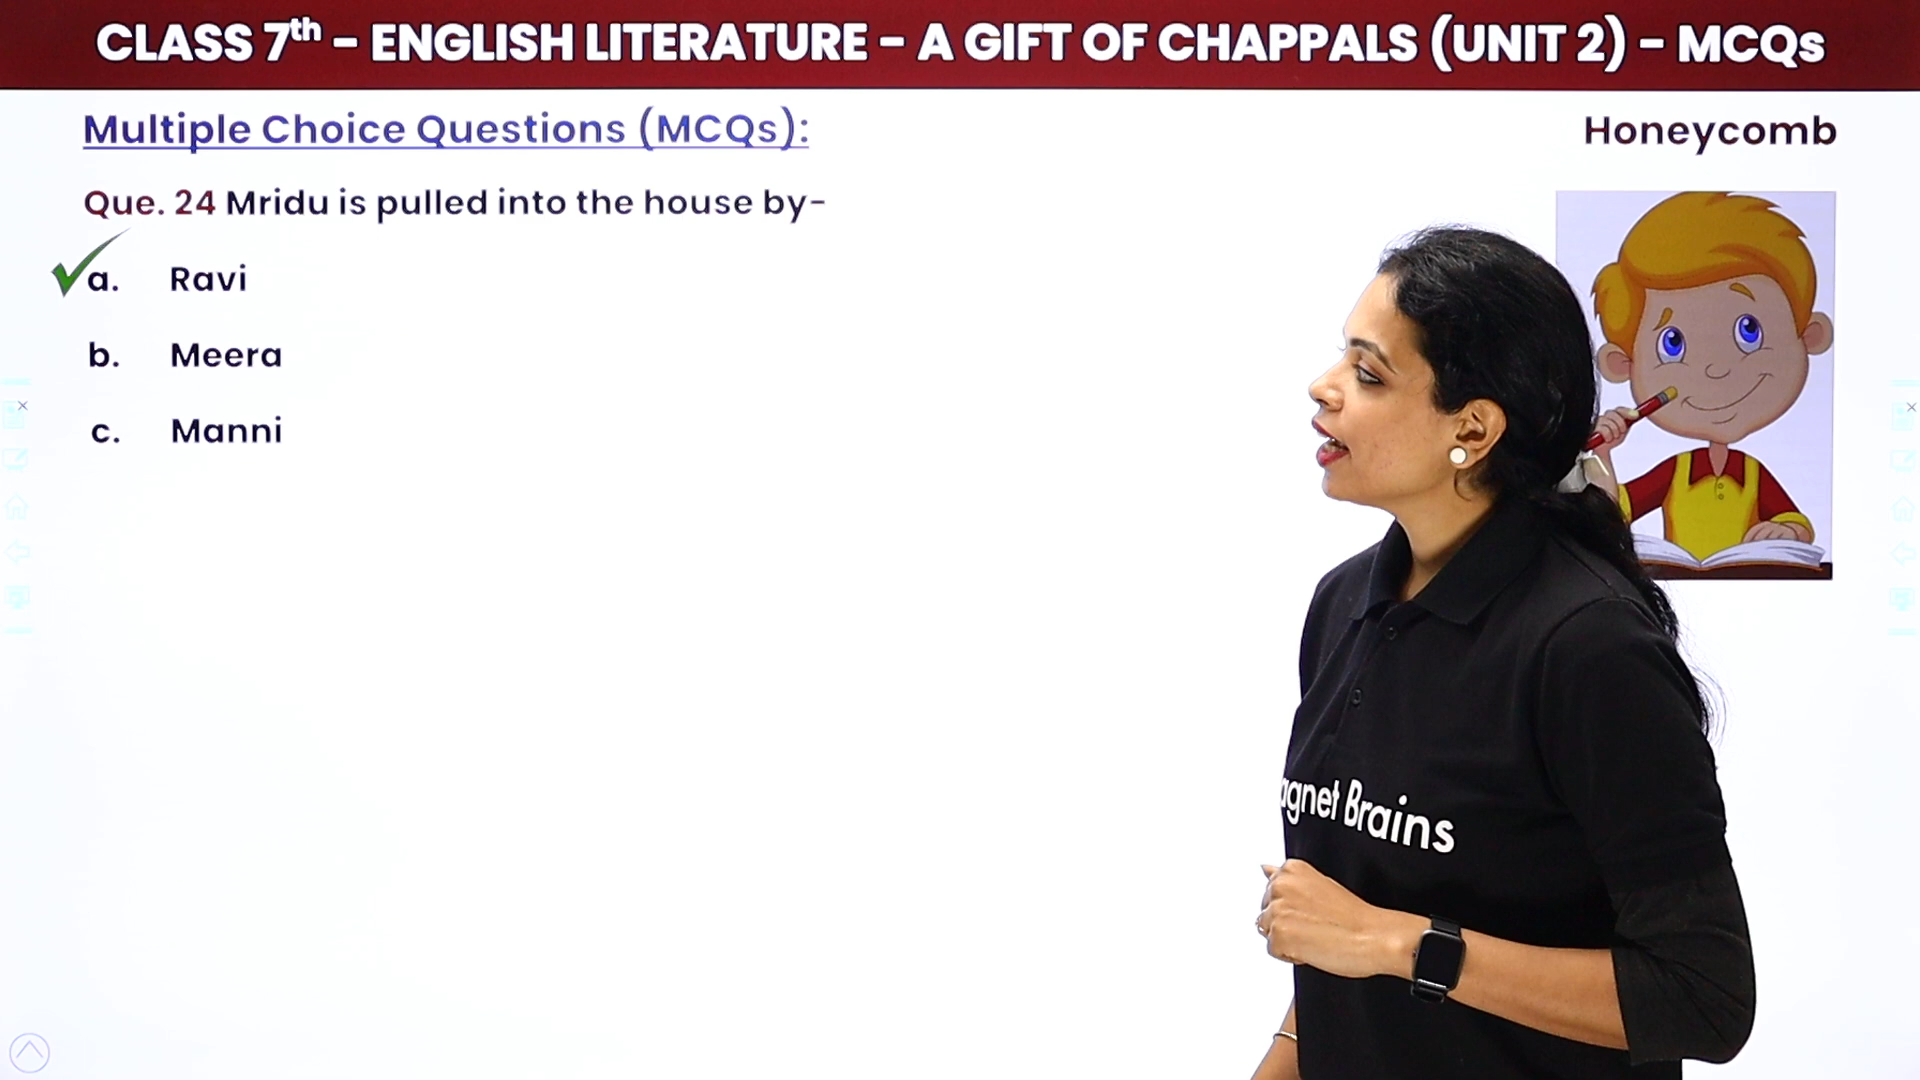 CLASS 7th - ENGLISH LITERATURE - A GIFT OF CHAPPALS (UNIT 2) - MCQs
Multiple Choice Questions (MCQs):
Honeycomb
Que. 24 Mridu is pulled into the house by-
a. Ravi
b. Meera
c. Manni
agnet Brains